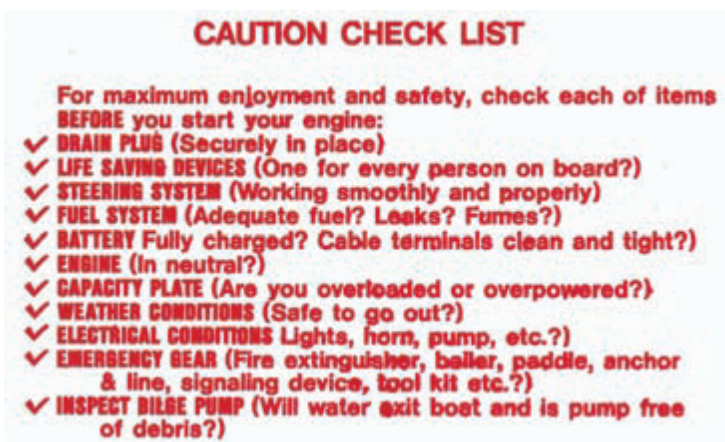 CAUTION CHECK LIST
For maximum enjoyment and safety, check each of items
BEFORE you start your engine:
✓ DRAIN PLUG (Securely in place)
✓ LIFE SAVING DEVICES (One for every person on board?)
✓ STEERING SYSTEM (Working smoothly and properly)
✓ FUEL SYSTEM (Adequate fuel? Leaks? Fumes?)
✓ BATTERY Fully charged? Cable terminals clean and tight?)
✓ ENGINE (In neutral?)
✓ CAPACITY PLATE (Are you overloaded or overpowered?)
✓ WEATHER CONDITIONS (Safe to go out?)
✓ ELECTRICAL CONDITIONS Lights, horn, pump, etc.?)
✓ EMERGENCY GEAR (Fire extinguisher, bailer, paddle, anchor
& line, signaling device, tool kit etc.?)
✓ INSPECT BILGE PUMP (Will water exit boat and is pump free
of debris?)